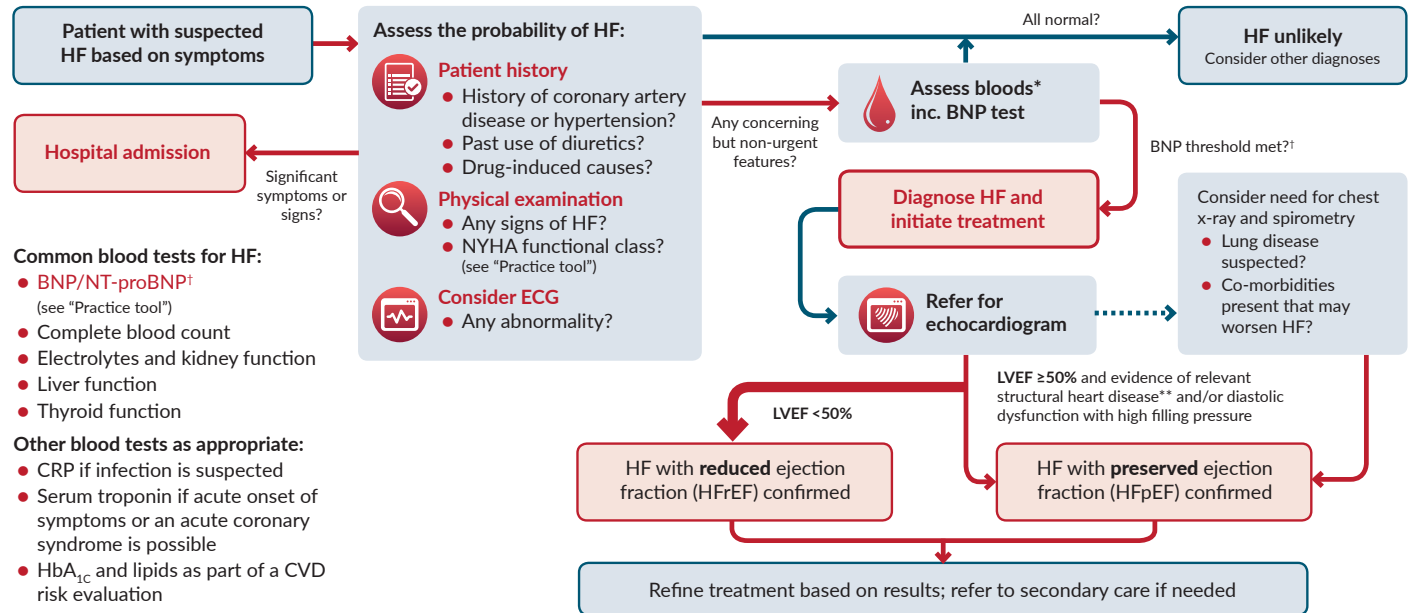 Patient with suspected
HF based on symptoms
Assess the probability of HF:
Patient history
• History of coronary artery
disease or hypertension?
• Past use of diuretics?
• Drug-induced causes?
Physical examination
• Any signs of HF?
• NYHA functional class?
(see “Practice tool”)
Consider ECG
• Any abnormality?
All normal?
HF unlikely
Consider other diagnoses
Hospital admission
Significant
symptoms or
signs?
Any concerning
but non-urgent
features?
Assess bloods*
inc. BNP test
BNP threshold met?†
Diagnose HF and
initiate treatment
Refer for
echocardiogram
Consider need for chest
x-ray and spirometry
• Lung disease
suspected?
• Co-morbidities
present that may
worsen HF?
Common blood tests for HF:
• BNP/NT-proBNP†
(see “Practice tool”)
• Complete blood count
• Electrolytes and kidney function
• Liver function
• Thyroid function
Other blood tests as appropriate:
• CRP if infection is suspected
• Serum troponin if acute onset of
symptoms or an acute coronary
syndrome is possible
• HbA1C and lipids as part of a CVD
risk evaluation
LVEF <50%
LVEF ≥50% and evidence of relevant
structural heart disease** and/or diastolic
dysfunction with high filling pressure
HF with reduced ejection
fraction (HFrEF) confirmed
HF with preserved ejection
fraction (HFpEF) confirmed
Refine treatment based on results; refer to secondary care if needed